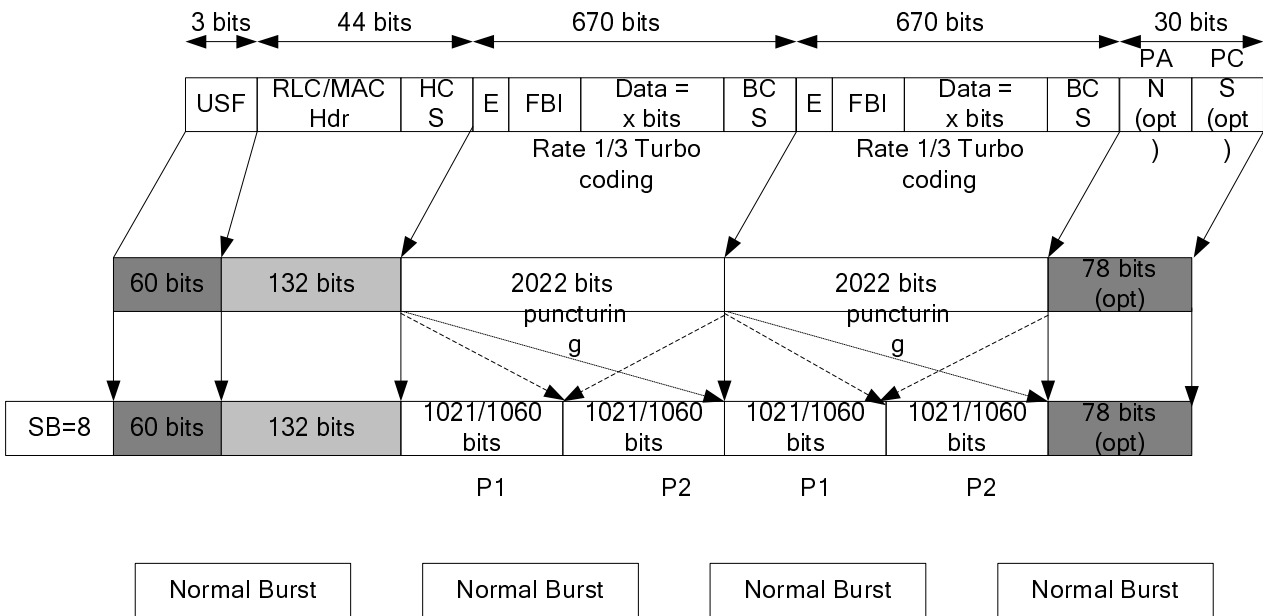 3 bits 44 bits 670 bits 670 bits 30 bits
USF
RLC/MAC
Hdr
HC
S
E
FBI
Data =
x bits
BC
S
E
FBI
Data =
x bits
BC
S
PA
N
(opt
)
PC
S
(opt
)
Rate 1/3 Turbo
coding
Rate 1/3 Turbo
coding
60 bits
132 bits
2022 bits
puncturin
g
2022 bits
puncturin
g
78 bits
(opt)
SB=8
60 bits
132 bits
1021/1060
bits
1021/1060
bits
1021/1060
bits
1021/1060
bits
78 bits
(opt)
P1 P2 P1 P2
Normal Burst Normal Burst Normal Burst Normal Burst